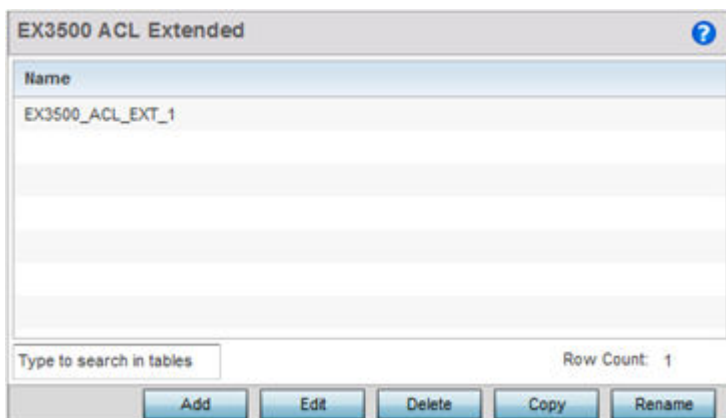 EX3500 ACL Extended ?
Name
EX3500_ACL_EXT_1
Type to search in tables Row Count: 1
Add Edit Delete Copy Rename